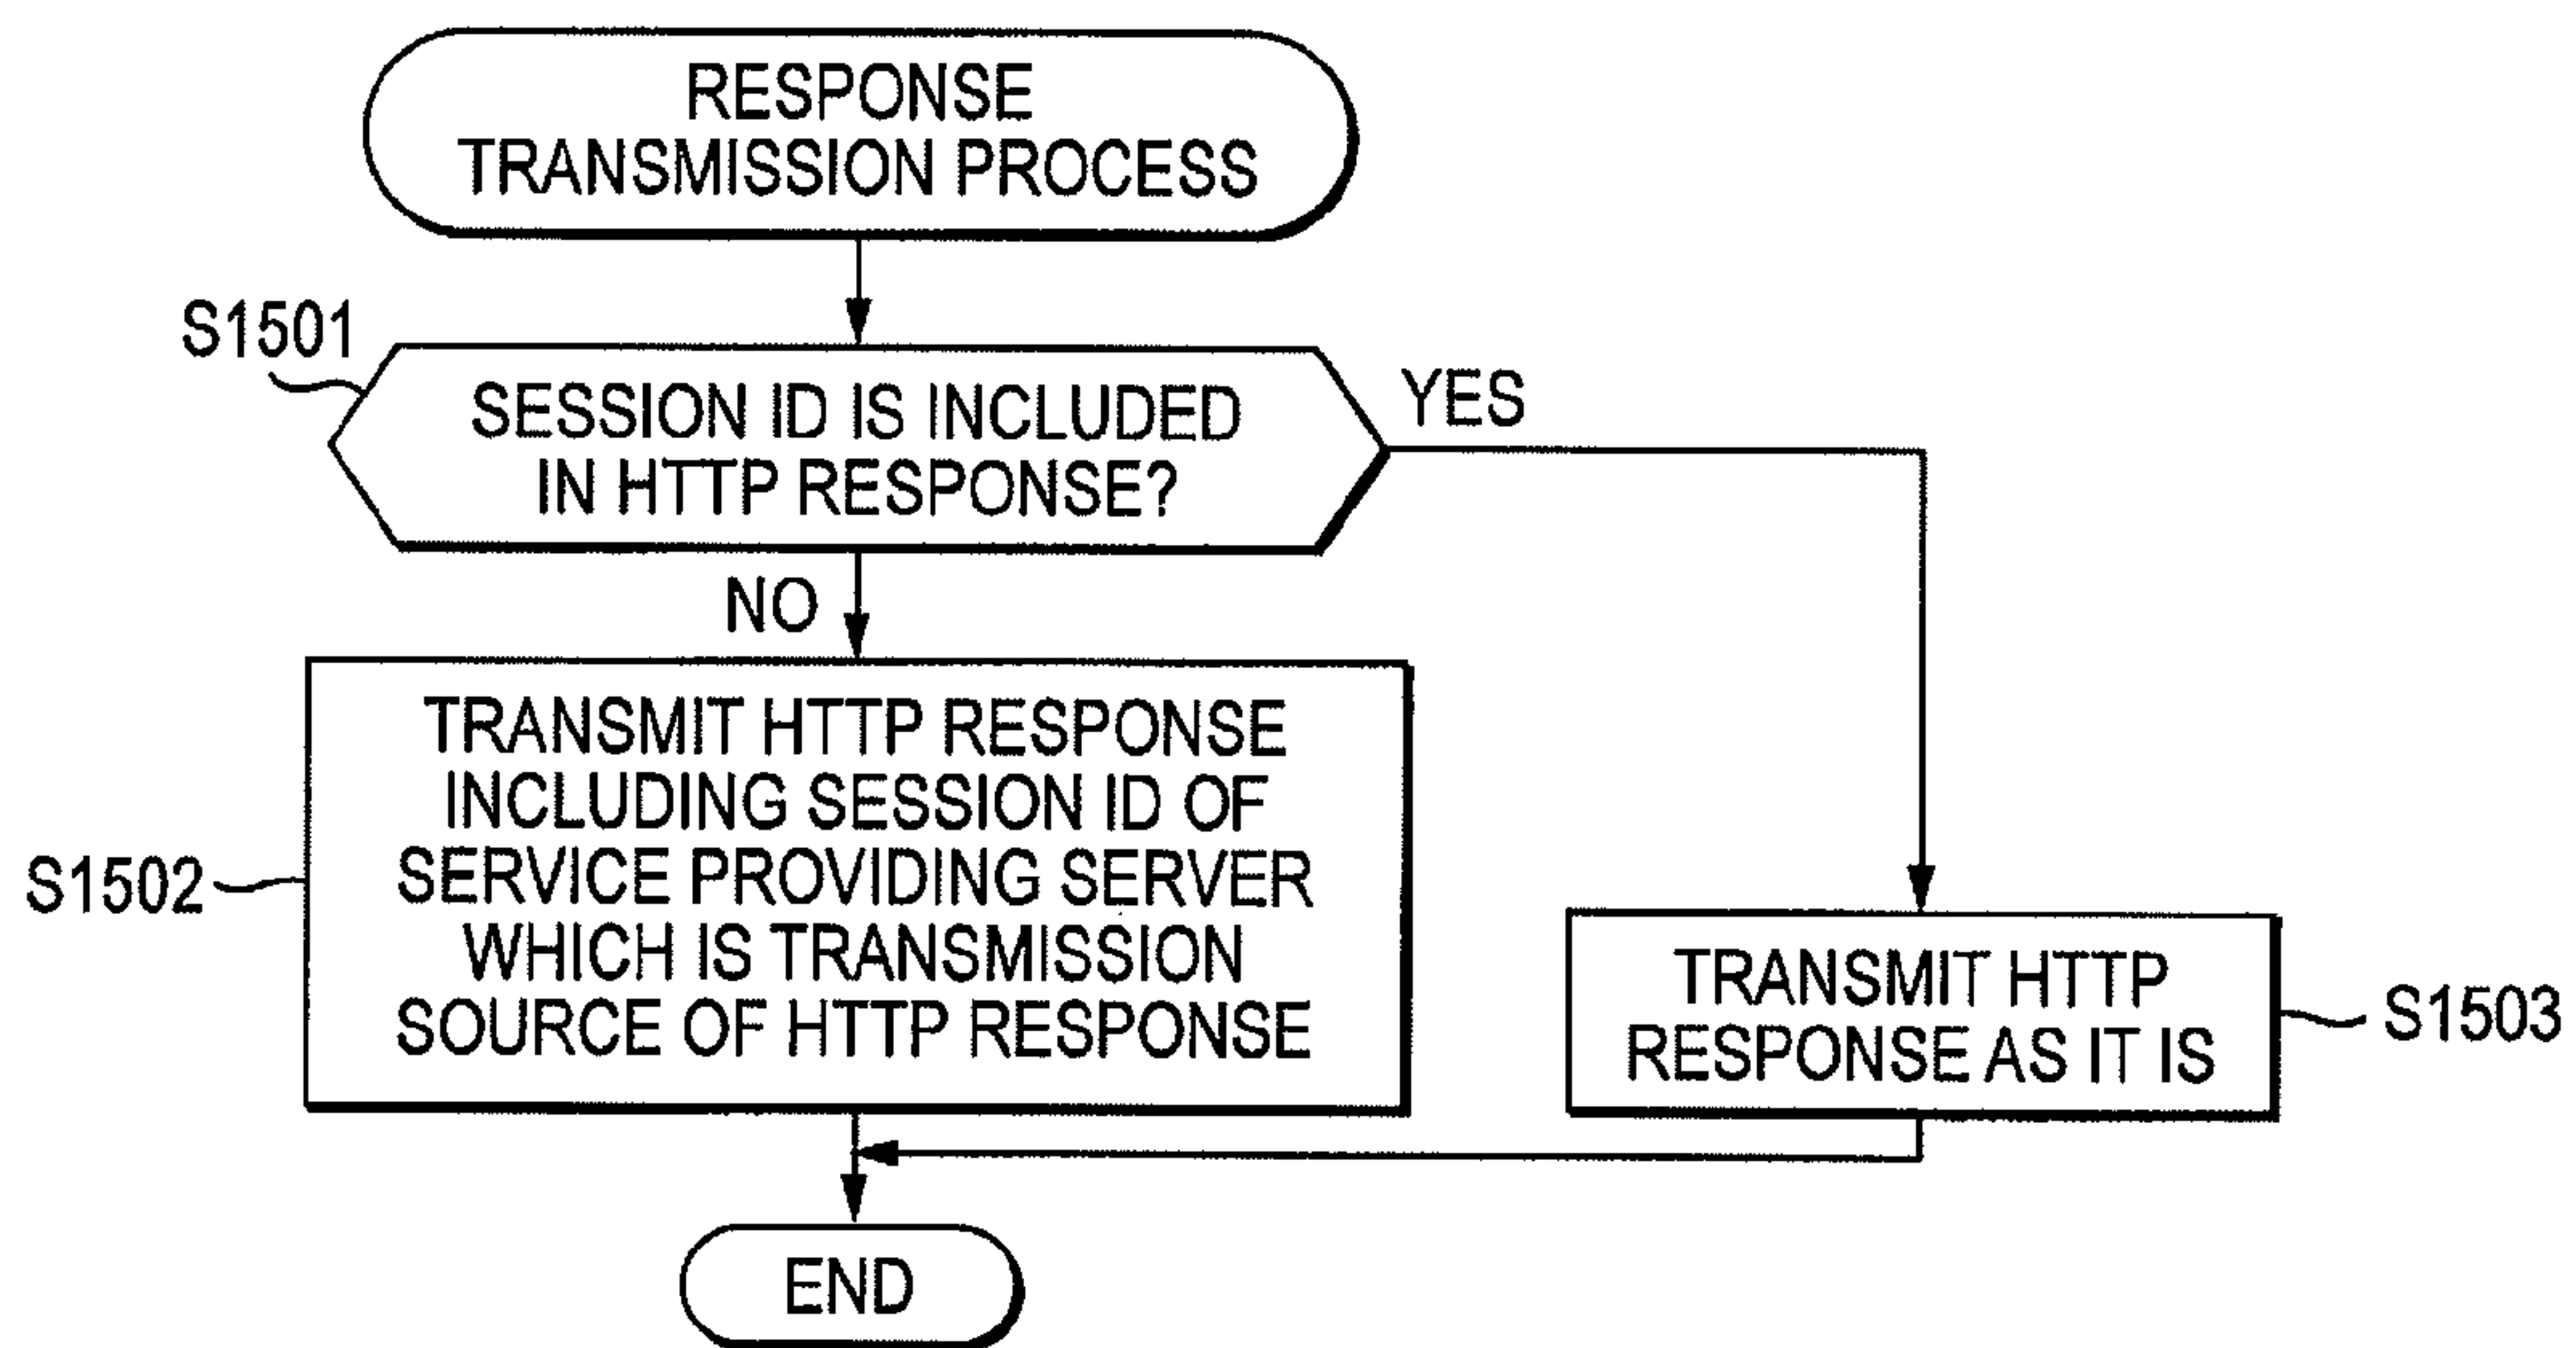 RESPONSE
TRANSMISSION PROCESS
S1501
SESSION ID IS INCLUDED
IN HTTP RESPONSE?
YES
NO
TRANSMIT HTTP RESPONSE
INCLUDING SESSION ID OF
SERVICE PROVIDING SERVER
WHICH IS TRANSMISSION
SOURCE OF HTTP RESPONSE
S1502
TRANSMIT HTTP
RESPONSE AS IT IS
S1503
END